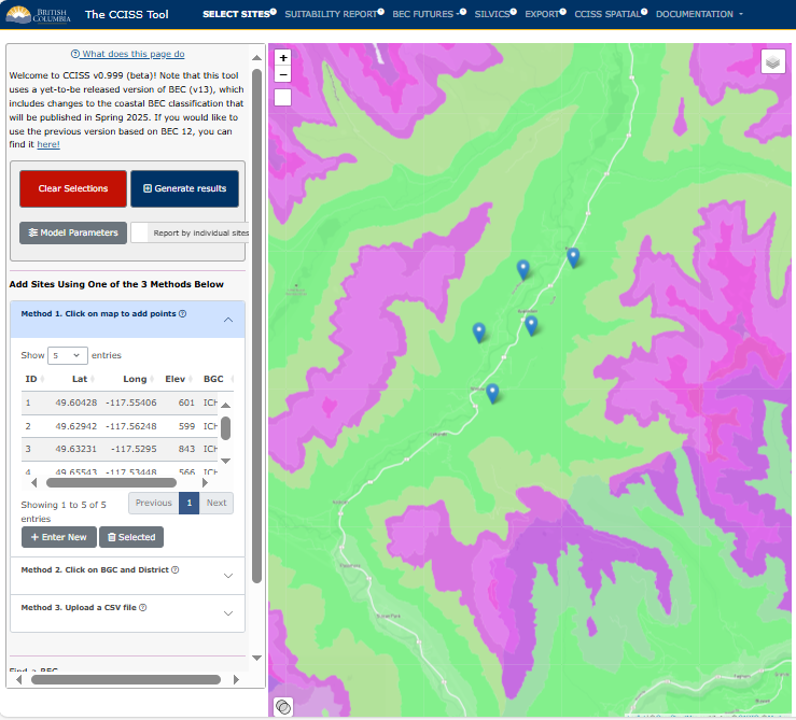 BRITISH
COLUMBIA
The CCISS Tool
SELECT SITES
SUITABILITY REPORT
BEC FUTURES
SILVICS
EXPORT
CCISS SPATIAL
DOCUMENTATION
What does this page do
Welcome to CCISS v0.999 (beta)! Note that this tool
uses a yet-to-be released version of BEC (v13), which
includes changes to the coastal BEC classification that
will be published in Spring 2025. If you would like to
use the previous version based on BEC 12, you can
find it here!
Clear Selections
Generate results
Model Parameters
Report by individual sites
Add Sites Using One of the 3 Methods Below
Method 1. Click on map to add points
Show 5 entries
ID Lat Long Elev BGC
1 49.60428 -117.55406 601 ICH
2 49.62942 -117.56248 599 ICH
3 49.63231 -117.5295 843 ICH
4 49.65543 -117.53448 566 ICH
Showing 1 to 5 of 5
entries
Previous 1 Next
+ Enter New
Selected
Method 2. Click on BGC and District
Method 3. Upload a CSV file
Find a BEC
+
−